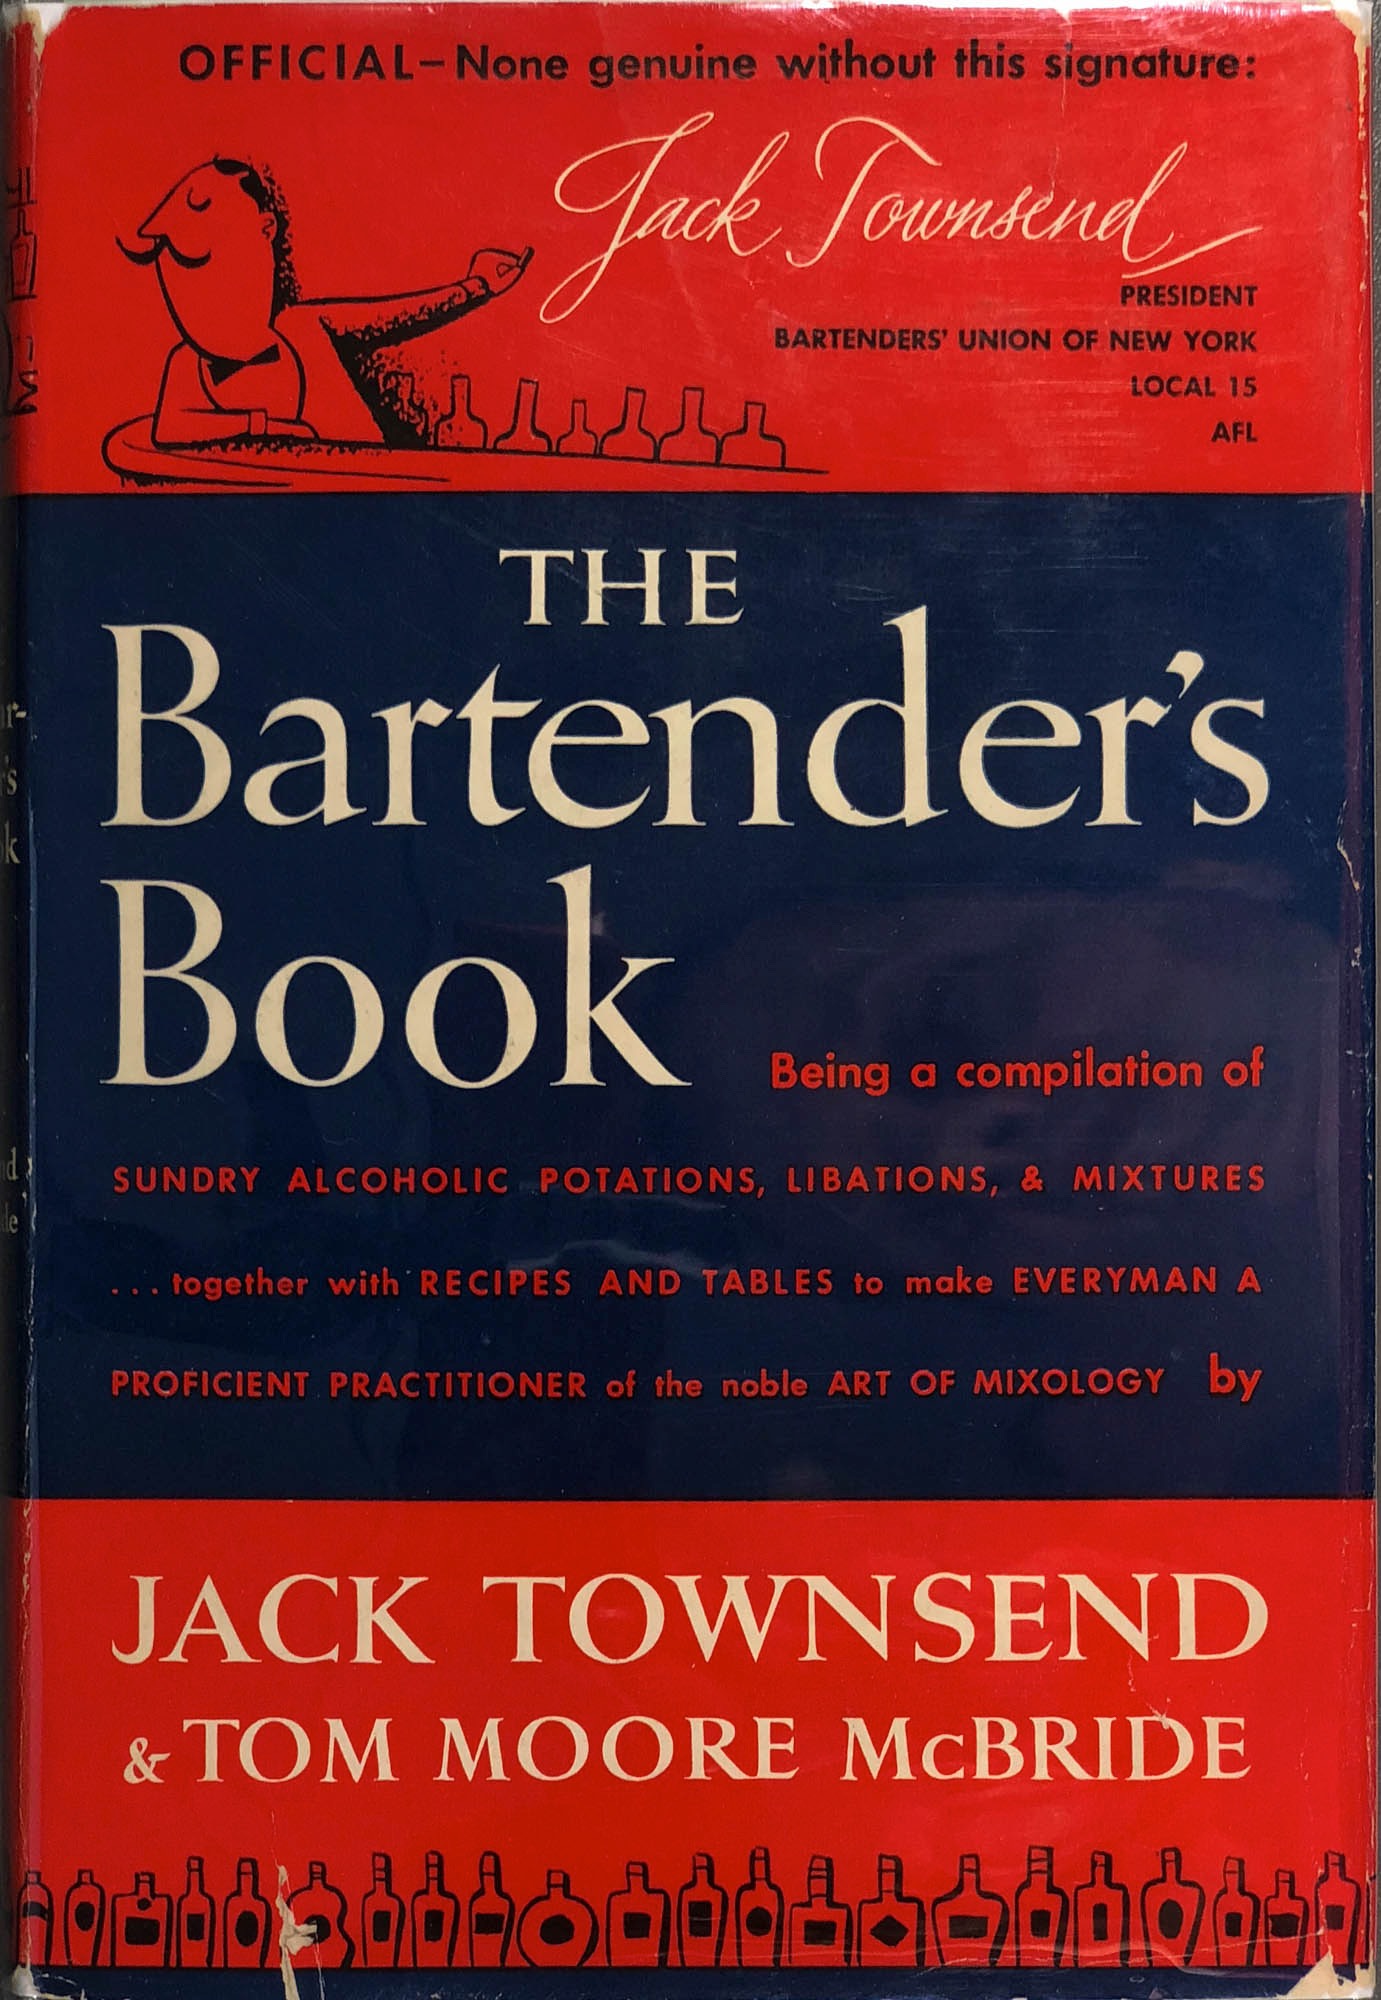 OFFICIAL—None genuine without this signature:
Jack Townsend
PRESIDENT
BARTENDERS' UNION OF NEW YORK
LOCAL 15
AFL
THE
Bartender's
Book
Being a compilation of
SUNDRY ALCOHOLIC POTATIONS, LIBATIONS, & MIXTURES
... together with RECIPES AND TABLES to make EVERYMAN A
PROFICIENT PRACTITIONER of the noble ART OF MIXOLOGY by
JACK TOWNSEND
& TOM MOORE McBRIDE